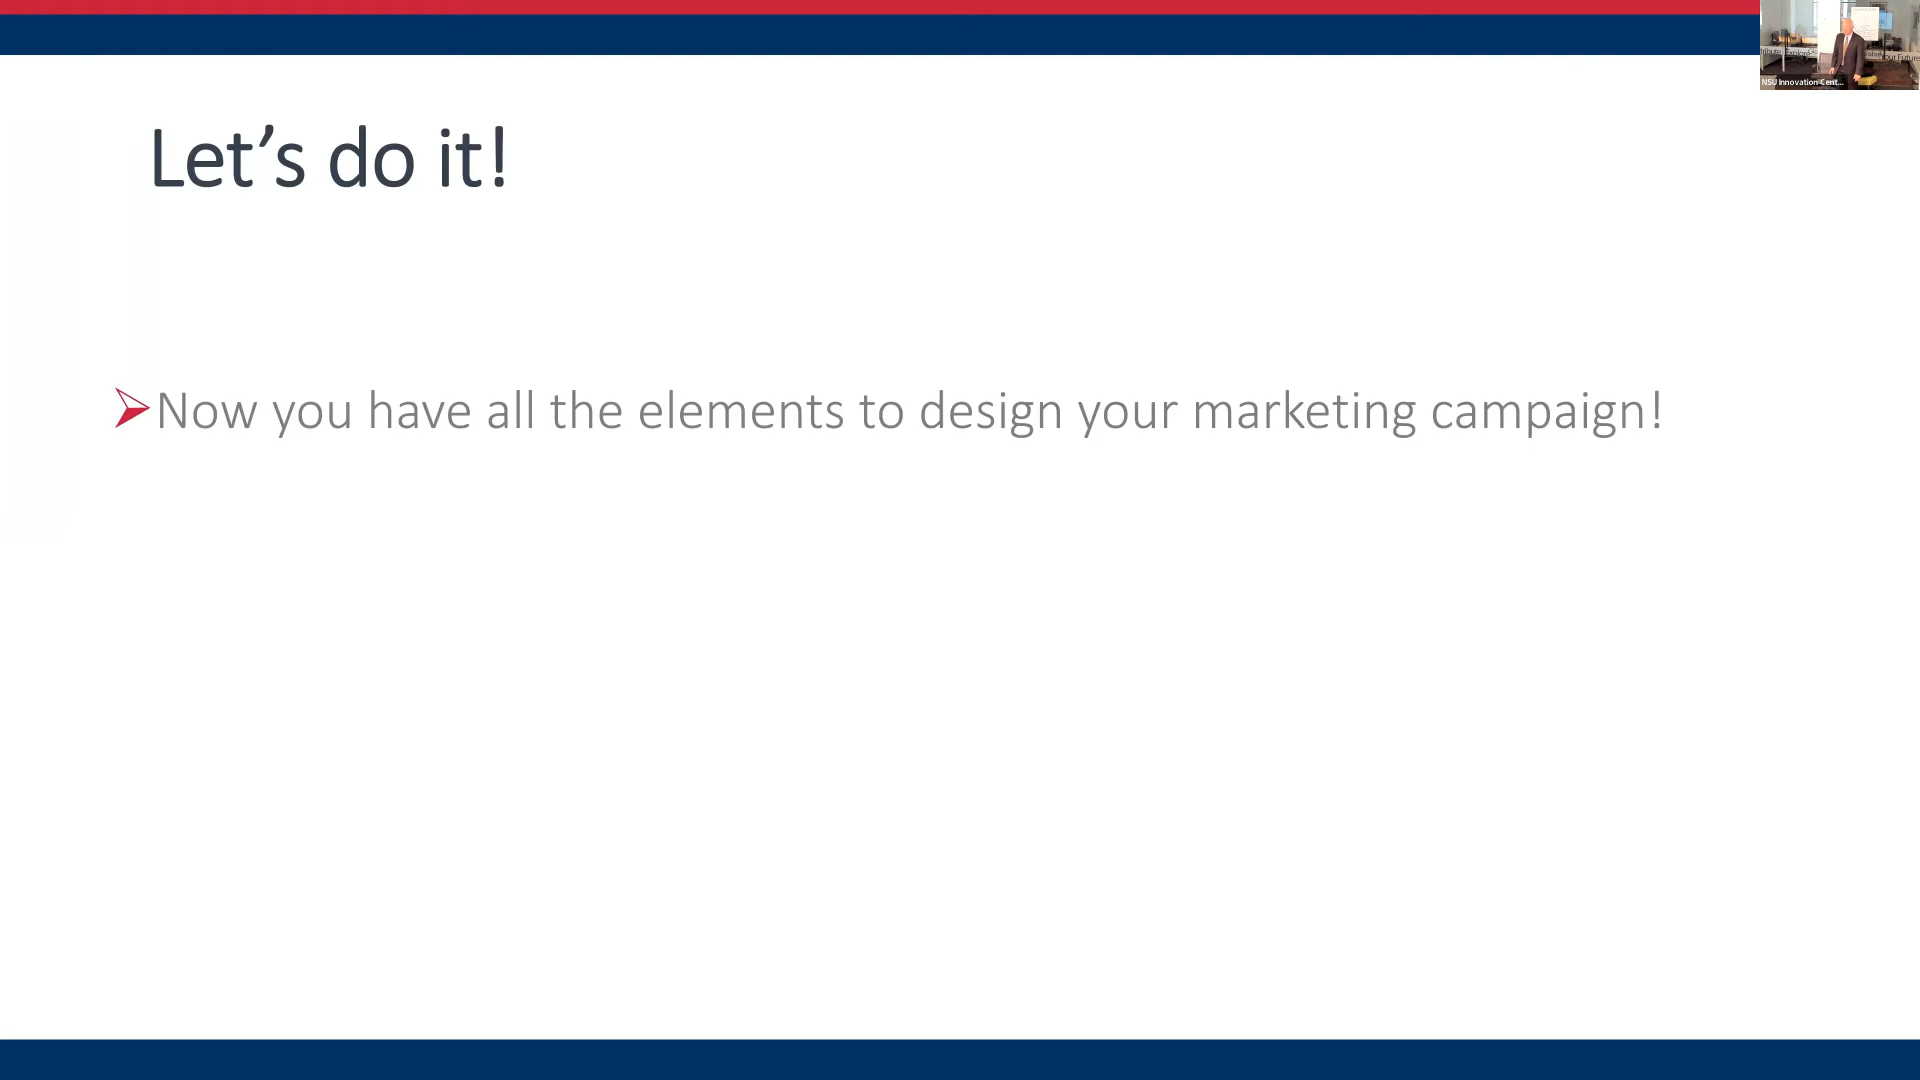 Let’s do it!
Now you have all the elements to design your marketing campaign!
NSU Innovation Cent...